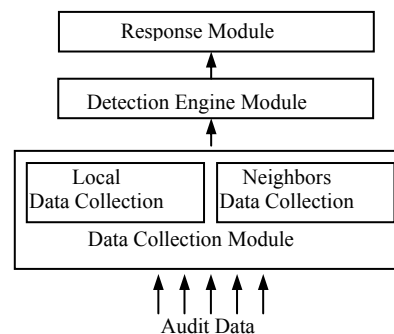 Response Module
Detection Engine Module
Local
Data Collection
Neighbors
Data Collection
Data Collection Module
Audit Data